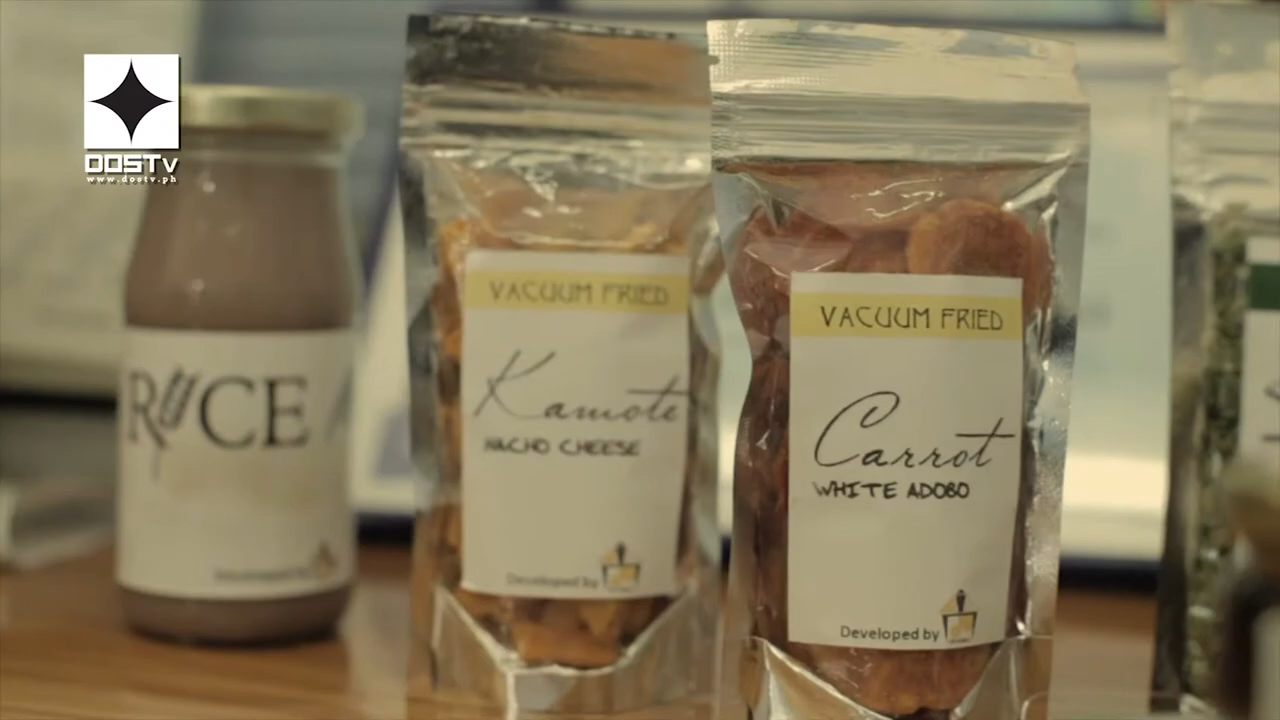 DOSTv
www.dostv.ph
RICE
VACUUM FRIED
Kamote
NACHO CHEESE
Developed by
VACUUM FRIED
Carrot
WHITE ADOBO
Developed by